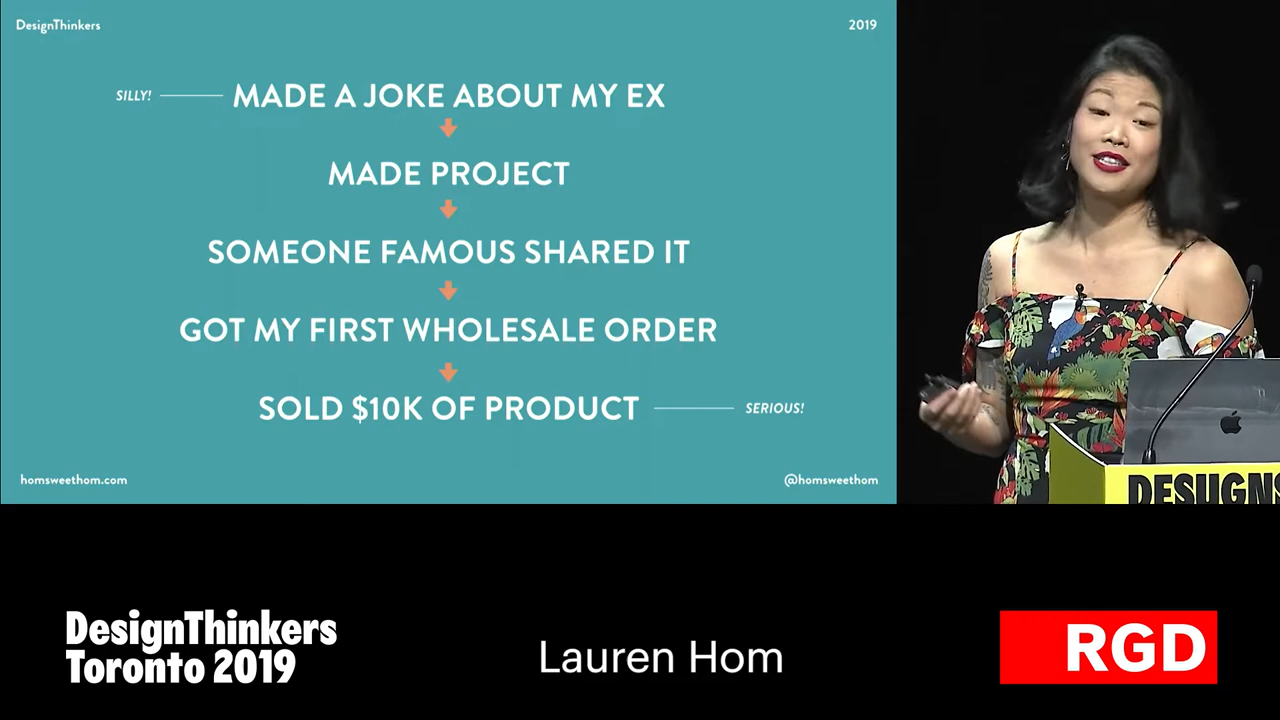 DesignThinkers
2019
SILLY!
MADE A JOKE ABOUT MY EX
MADE PROJECT
SOMEONE FAMOUS SHARED IT
GOT MY FIRST WHOLESALE ORDER
SOLD $10K OF PRODUCT
SERIOUS!
homsweethom.com
@homsweethom
DesignThinkers
Toronto 2019
Lauren Hom
RGD